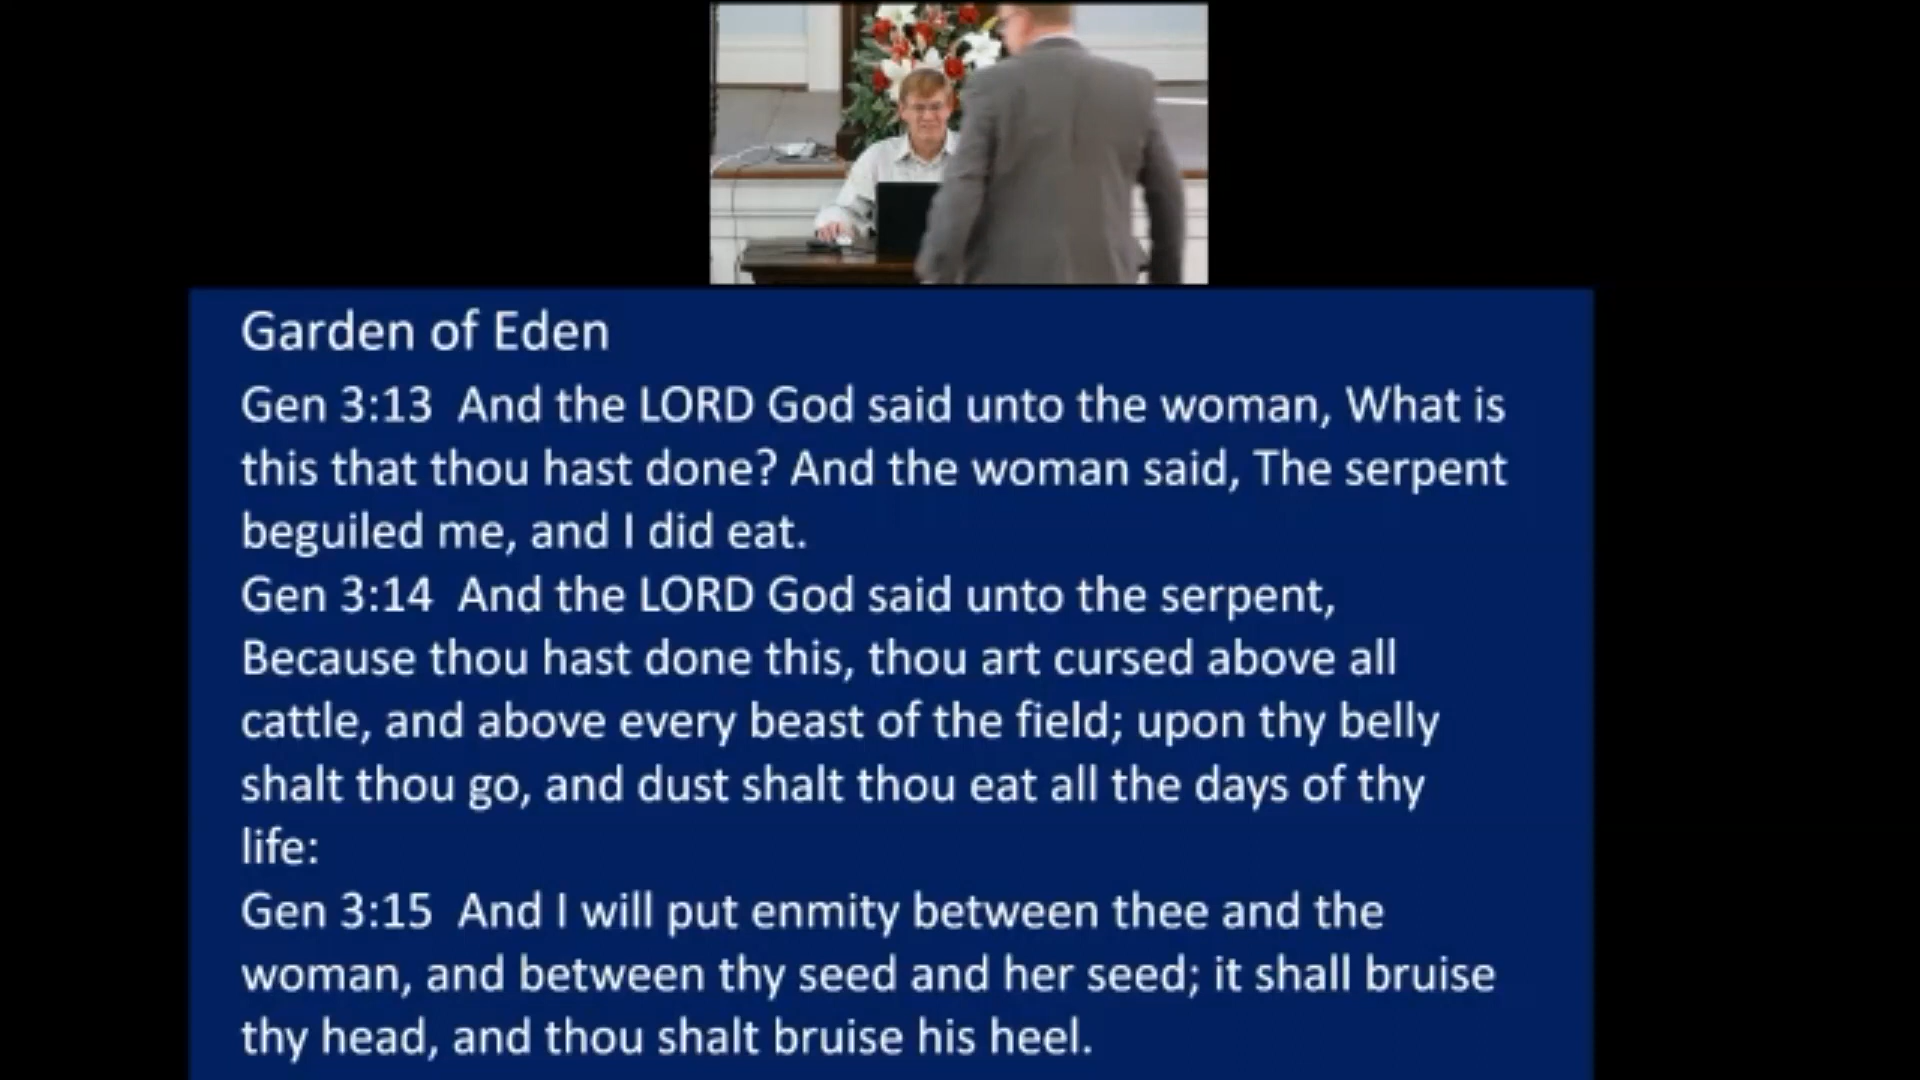 Garden of Eden
Gen 3:13  And the LORD God said unto the woman, What is
this that thou hast done? And the woman said, The serpent
beguiled me, and I did eat.
Gen 3:14  And the LORD God said unto the serpent,
Because thou hast done this, thou art cursed above all
cattle, and above every beast of the field; upon thy belly
shalt thou go, and dust shalt thou eat all the days of thy
life:
Gen 3:15  And I will put enmity between thee and the
woman, and between thy seed and her seed; it shall bruise
thy head, and thou shalt bruise his heel.